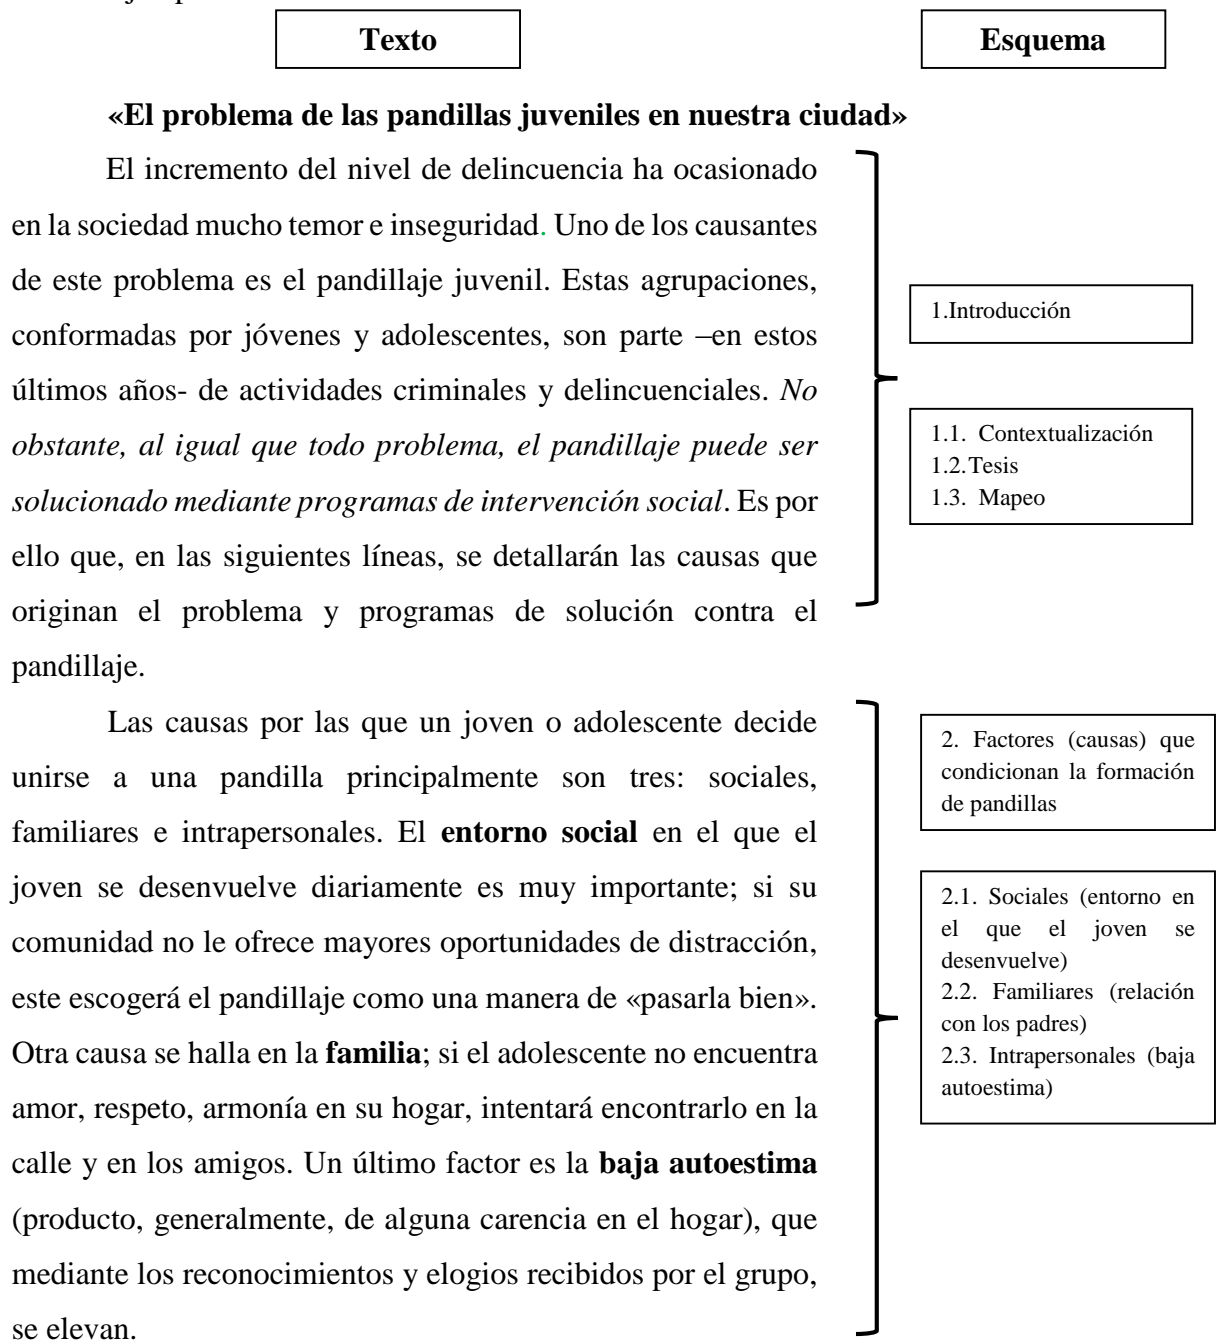 Texto
Esquema
«El problema de las pandillas juveniles en nuestra ciudad»
El incremento del nivel de delincuencia ha ocasionado
en la sociedad mucho temor e inseguridad. Uno de los causantes
de este problema es el pandillaje juvenil. Estas agrupaciones,
conformadas por jóvenes y adolescentes, son parte –en estos
últimos años- de actividades criminales y delincuenciales. No
obstante, al igual que todo problema, el pandillaje puede ser
solucionado mediante programas de intervención social. Es por
ello que, en las siguientes líneas, se detallarán las causas que
originan el problema y programas de solución contra el
pandillaje.
1.Introducción
1.1. Contextualización
1.2.Tesis
1.3. Mapeo
Las causas por las que un joven o adolescente decide
unirse a una pandilla principalmente son tres: sociales,
familiares e intrapersonales. El entorno social en el que el
joven se desenvuelve diariamente es muy importante; si su
comunidad no le ofrece mayores oportunidades de distracción,
este escogerá el pandillaje como una manera de «pasarla bien».
Otra causa se halla en la familia; si el adolescente no encuentra
amor, respeto, armonía en su hogar, intentará encontrarlo en la
calle y en los amigos. Un último factor es la baja autoestima
(producto, generalmente, de alguna carencia en el hogar), que
mediante los reconocimientos y elogios recibidos por el grupo,
se elevan.
2. Factores (causas) que
condicionan la formación
de pandillas
2.1. Sociales (entorno en
el que el joven se
desenvuelve)
2.2. Familiares (relación
con los padres)
2.3. Intrapersonales (baja
autoestima)